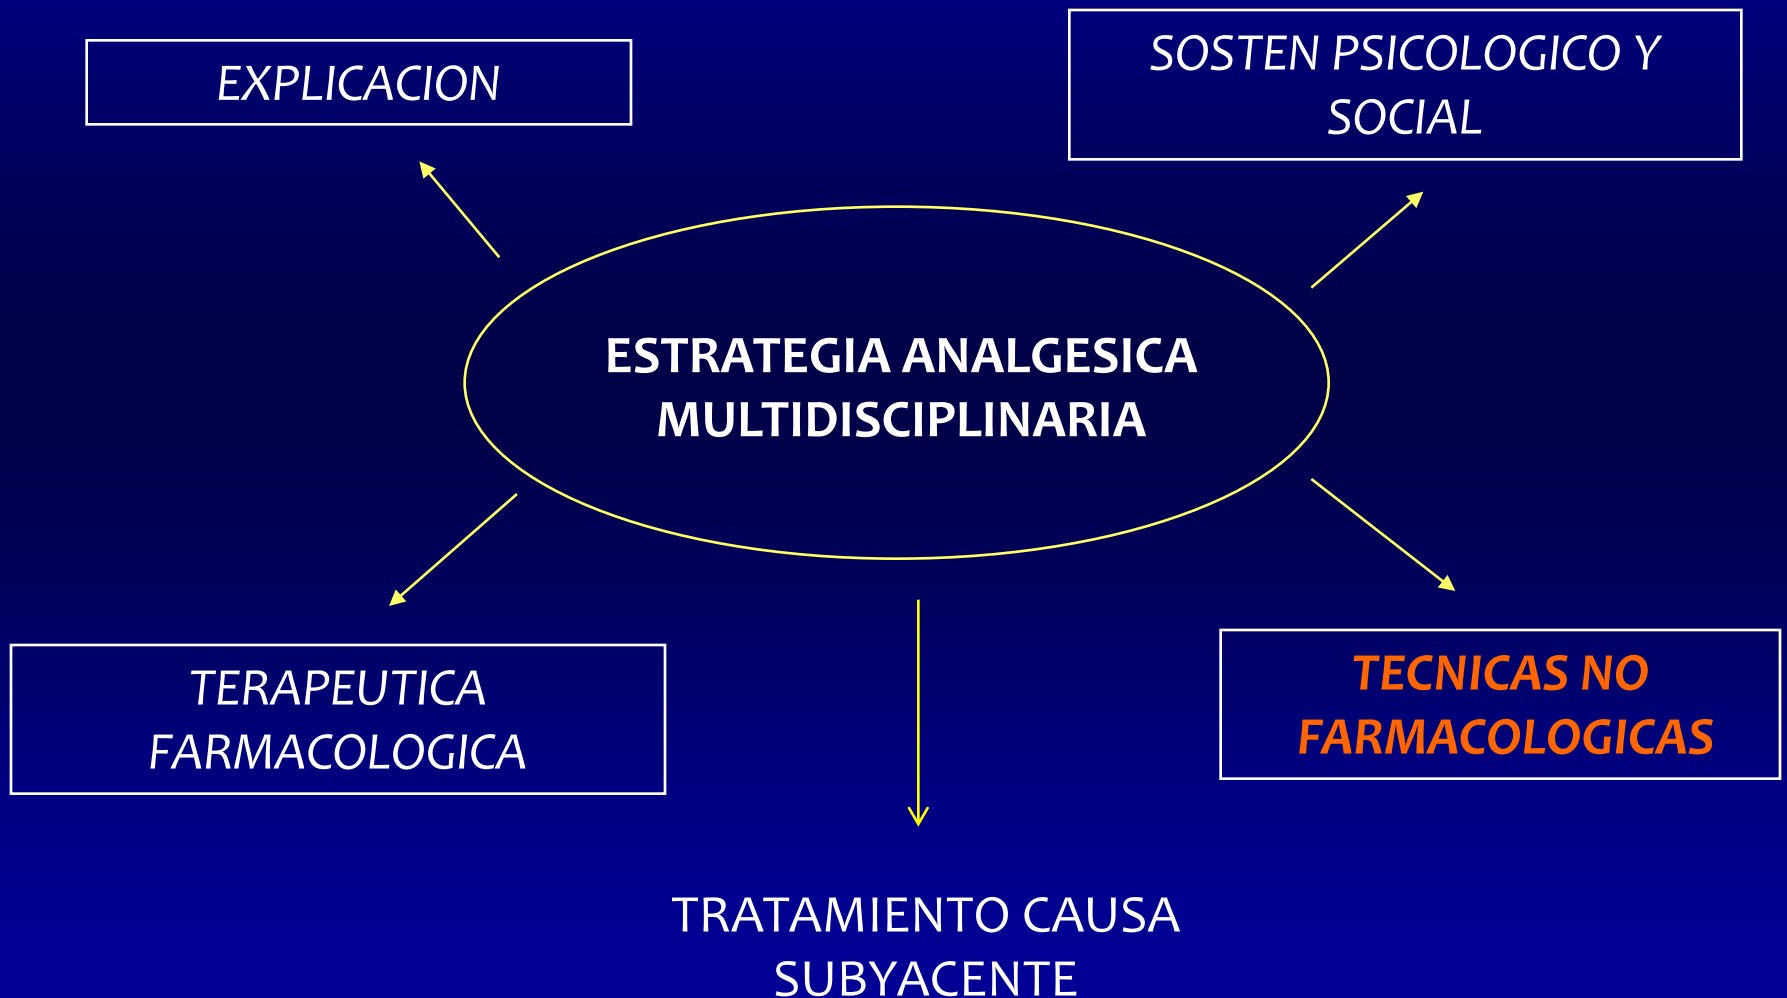 EXPLICACION
SOSTEN PSICOLOGICO Y
SOCIAL
ESTRATEGIA ANALGESICA
MULTIDISCIPLINARIA
TERAPEUTICA
FARMACOLOGICA
TECNICAS NO
FARMACOLOGICAS
TRATAMIENTO CAUSA
SUBYACENTE